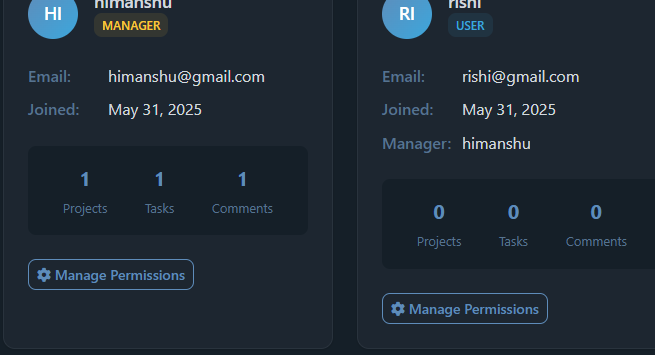 HI himanshu
MANAGER
Email: himanshu@gmail.com
Joined: May 31, 2025
1 1 1
Projects Tasks Comments
Manage Permissions
RI rishi
USER
Email: rishi@gmail.com
Joined: May 31, 2025
Manager: himanshu
0 0 0
Projects Tasks Comments
Manage Permissions